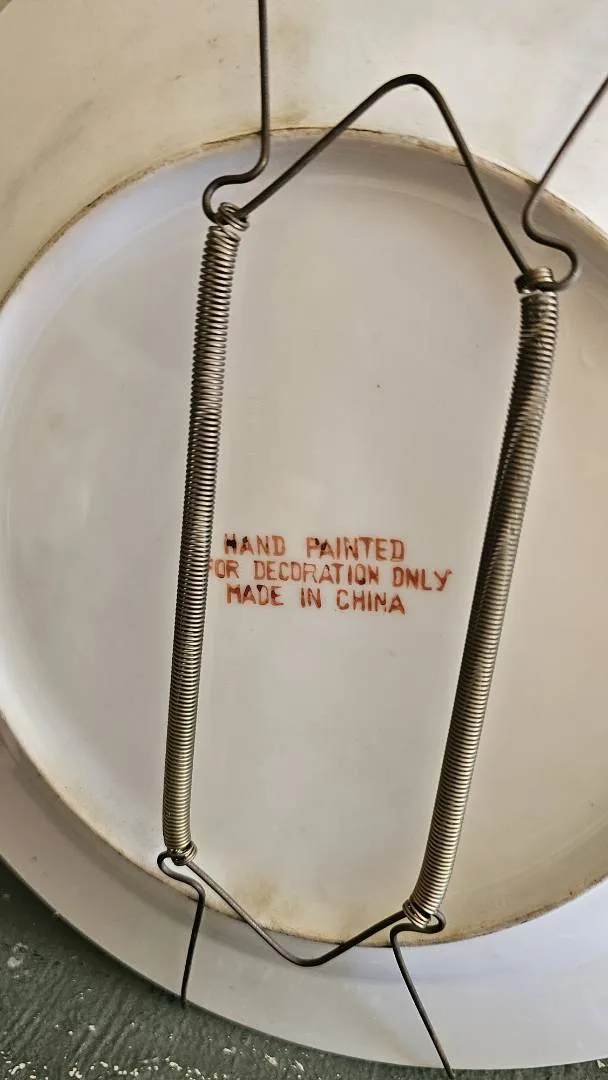 HAND PAINTED
FOR DECORATION ONLY
MADE IN CHINA